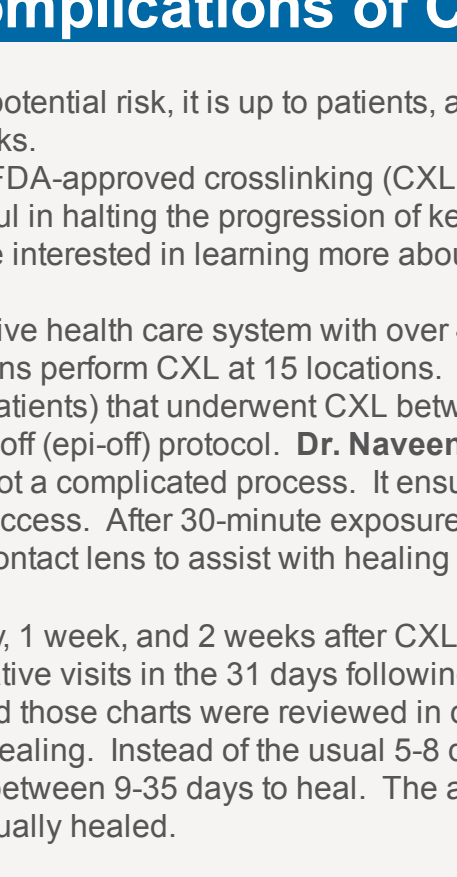 omplications of C
potential risk, it is up to patients, a
ks.
FDA-approved crosslinking (CXL
ul in halting the progression of ke
e interested in learning more abou
ive health care system with over
ns perform CXL at 15 locations.
atients) that underwent CXL betw
off (epi-off) protocol.  Dr. Naveen
ot a complicated process.  It ensu
ccess.  After 30-minute exposure
ontact lens to assist with healing
y, 1 week, and 2 weeks after CXL
tive visits in the 31 days following
d those charts were reviewed in d
ealing.  Instead of the usual 5-8 d
between 9-35 days to heal.  The a
ually healed.